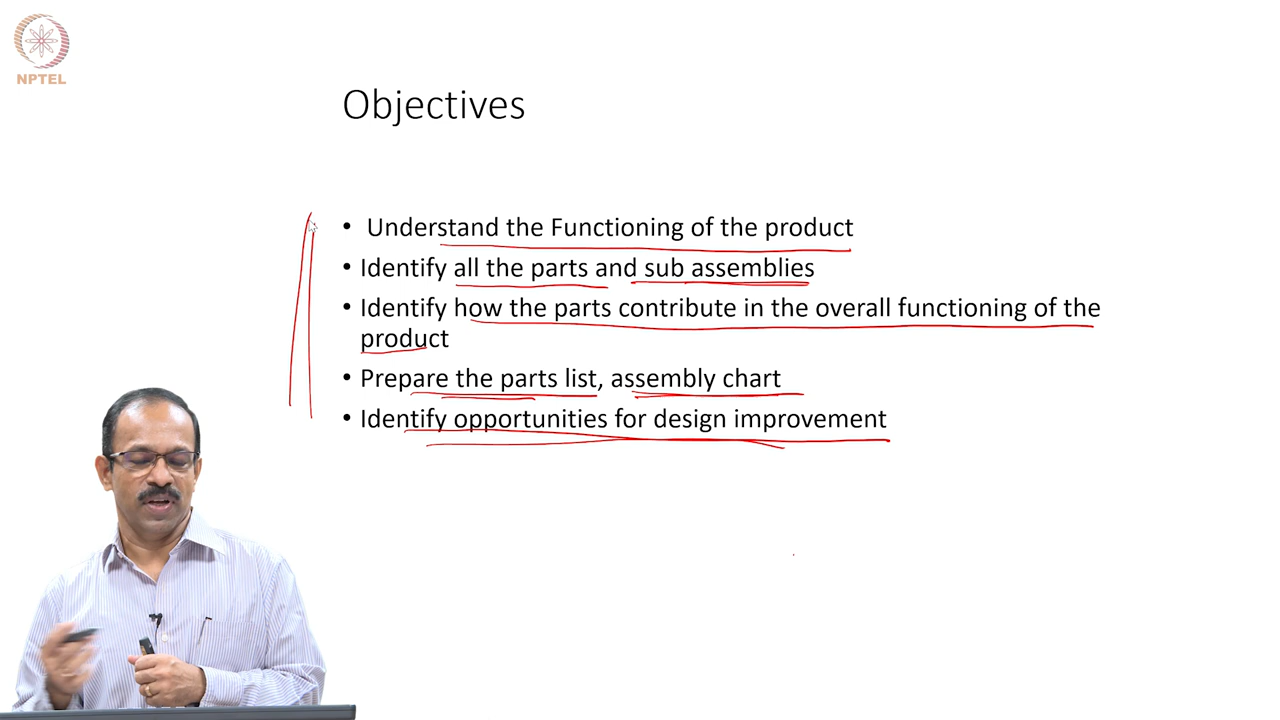 NPTEL
Objectives
• Understand the Functioning of the product
• Identify all the parts and sub assemblies
• Identify how the parts contribute in the overall functioning of the
product
• Prepare the parts list, assembly chart
• Identify opportunities for design improvement